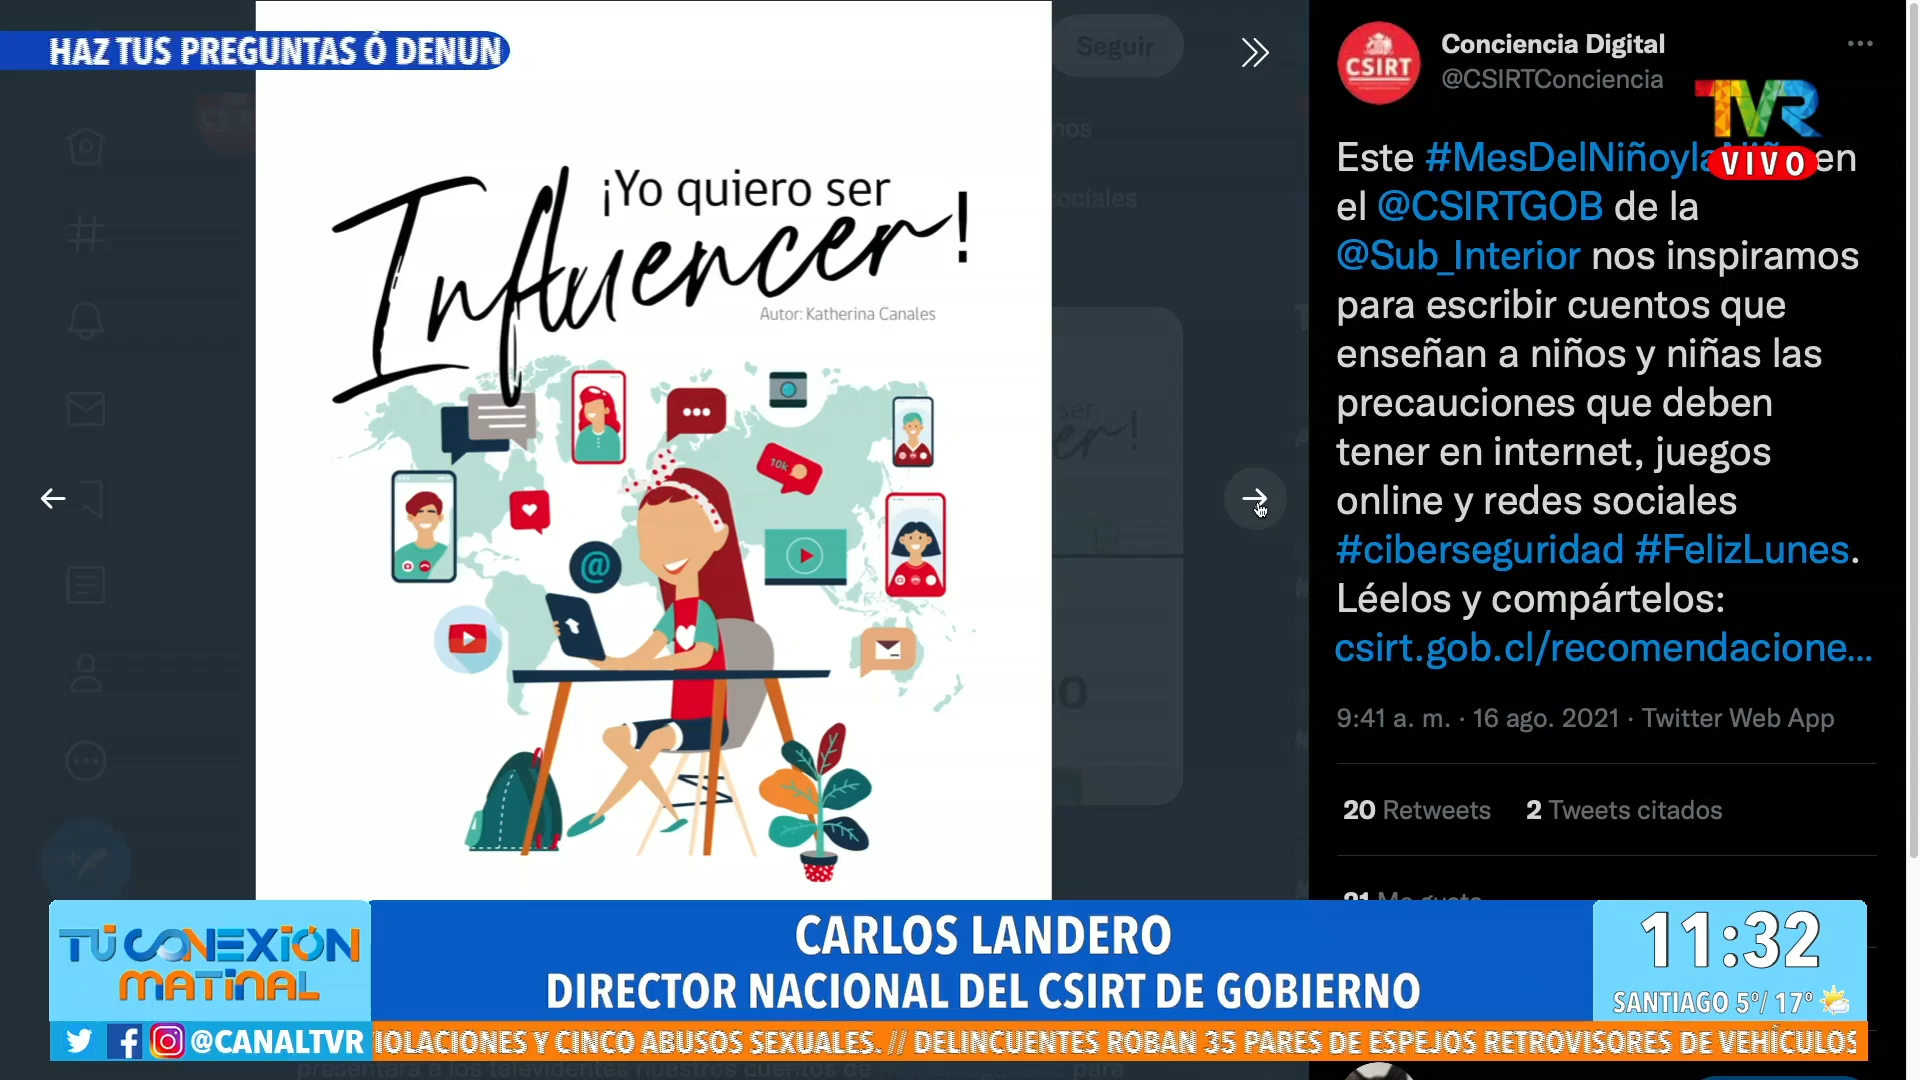 HAZ TUS PREGUNTAS Ó DENUN
Seguir
¡Yo quiero ser
Influencer!
Autor: Katherina Canales
10k
@
CSIRT
Conciencia Digital
@CSIRTConciencia
TVR
VIVO
Este #MesDelNiñoyla en
el @CSIRTGOB de la
@Sub_Interior nos inspiramos
para escribir cuentos que
enseñan a niños y niñas las
precauciones que deben
tener en internet, juegos
online y redes sociales
#ciberseguridad #FelizLunes.
Léelos y compártelos:
csirt.gob.cl/recomendacione...
9:41 a. m. · 16 ago. 2021 · Twitter Web App
20 Retweets 2 Tweets citados
21 Me gusta
TÚ CONEXIÓN
MATINAL
CARLOS LANDERO
DIRECTOR NACIONAL DEL CSIRT DE GOBIERNO
11:32
SANTIAGO 5°/ 17°
@CANALTVR
IOLACIONES Y CINCO ABUSOS SEXUALES. // DELINCUENTES ROBAN 35 PARES DE ESPEJOS RETROVISORES DE VEHÍCULOS